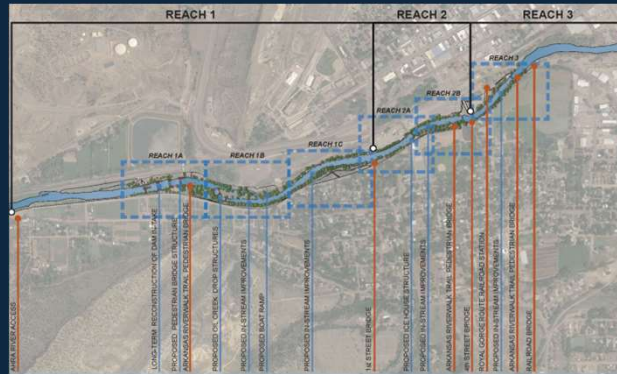 REACH 1
REACH 2
REACH 3
REACH 3
REACH 2B
REACH 2A
REACH 1C
REACH 1A
REACH 1B
AHRA RIVER ACCESS
LONG-TERM RECONSTRUCTION OF DAM INTAKE
PROPOSED PEDESTRIAN BRIDGE STRUCTURE
ARKANSAS RIVERWALK TRAIL PEDESTRIAN BRIDGE
PROPOSED OIL CREEK DROP STRUCTURES
PROPOSED IN-STREAM IMPROVEMENTS
PROPOSED BOAT RAMP
PROPOSED IN-STREAM IMPROVEMENTS
1st STREET BRIDGE
PROPOSED ICE HOUSE STRUCTURE
PROPOSED IN-STREAM IMPROVEMENTS
ARKANSAS RIVERWALK TRAIL PEDESTRIAN BRIDGE
4th STREET BRIDGE
ROYAL GORGE ROUTE RAILROAD STATION
PROPOSED IN-STREAM IMPROVEMENTS
ARKANSAS RIVERWALK TRAIL PEDESTRIAN BRIDGE
RAILROAD BRIDGE